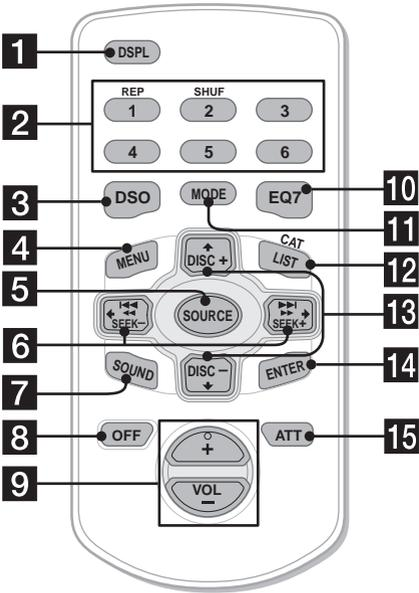 1 DSPL
REP SHUF
2 1 2 3
4 5 6
3 DSO MODE EQ7 10
11
4 MENU DISC + CAT
LIST 12
5 SOURCE 13
6 SEEK– SEEK+
7 SOUND DISC – ENTER 14
8 OFF ATT 15
9 +
VOL
–